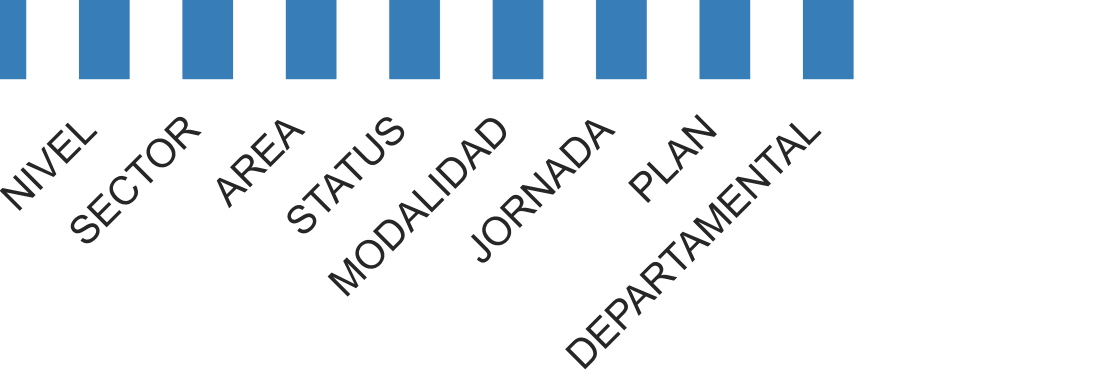 NIVEL
SECTOR
AREA
STATUS
MODALIDAD
JORNADA
PLAN
DEPARTAMENTAL